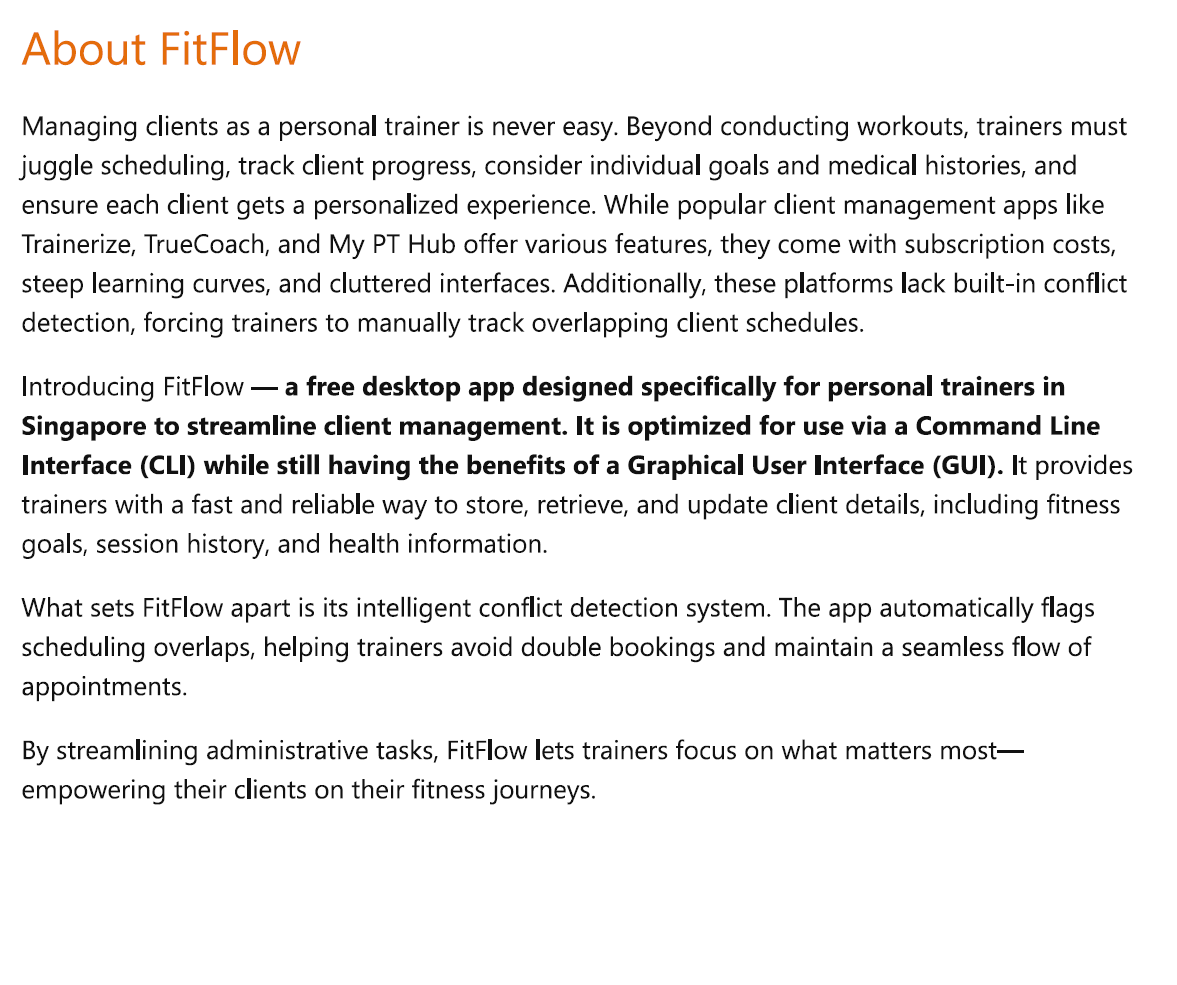 About FitFlow
Managing clients as a personal trainer is never easy. Beyond conducting workouts, trainers must
juggle scheduling, track client progress, consider individual goals and medical histories, and
ensure each client gets a personalized experience. While popular client management apps like
Trainerize, TrueCoach, and My PT Hub offer various features, they come with subscription costs,
steep learning curves, and cluttered interfaces. Additionally, these platforms lack built-in conflict
detection, forcing trainers to manually track overlapping client schedules.
Introducing FitFlow — a free desktop app designed specifically for personal trainers in
Singapore to streamline client management. It is optimized for use via a Command Line
Interface (CLI) while still having the benefits of a Graphical User Interface (GUI). It provides
trainers with a fast and reliable way to store, retrieve, and update client details, including fitness
goals, session history, and health information.
What sets FitFlow apart is its intelligent conflict detection system. The app automatically flags
scheduling overlaps, helping trainers avoid double bookings and maintain a seamless flow of
appointments.
By streamlining administrative tasks, FitFlow lets trainers focus on what matters most—
empowering their clients on their fitness journeys.